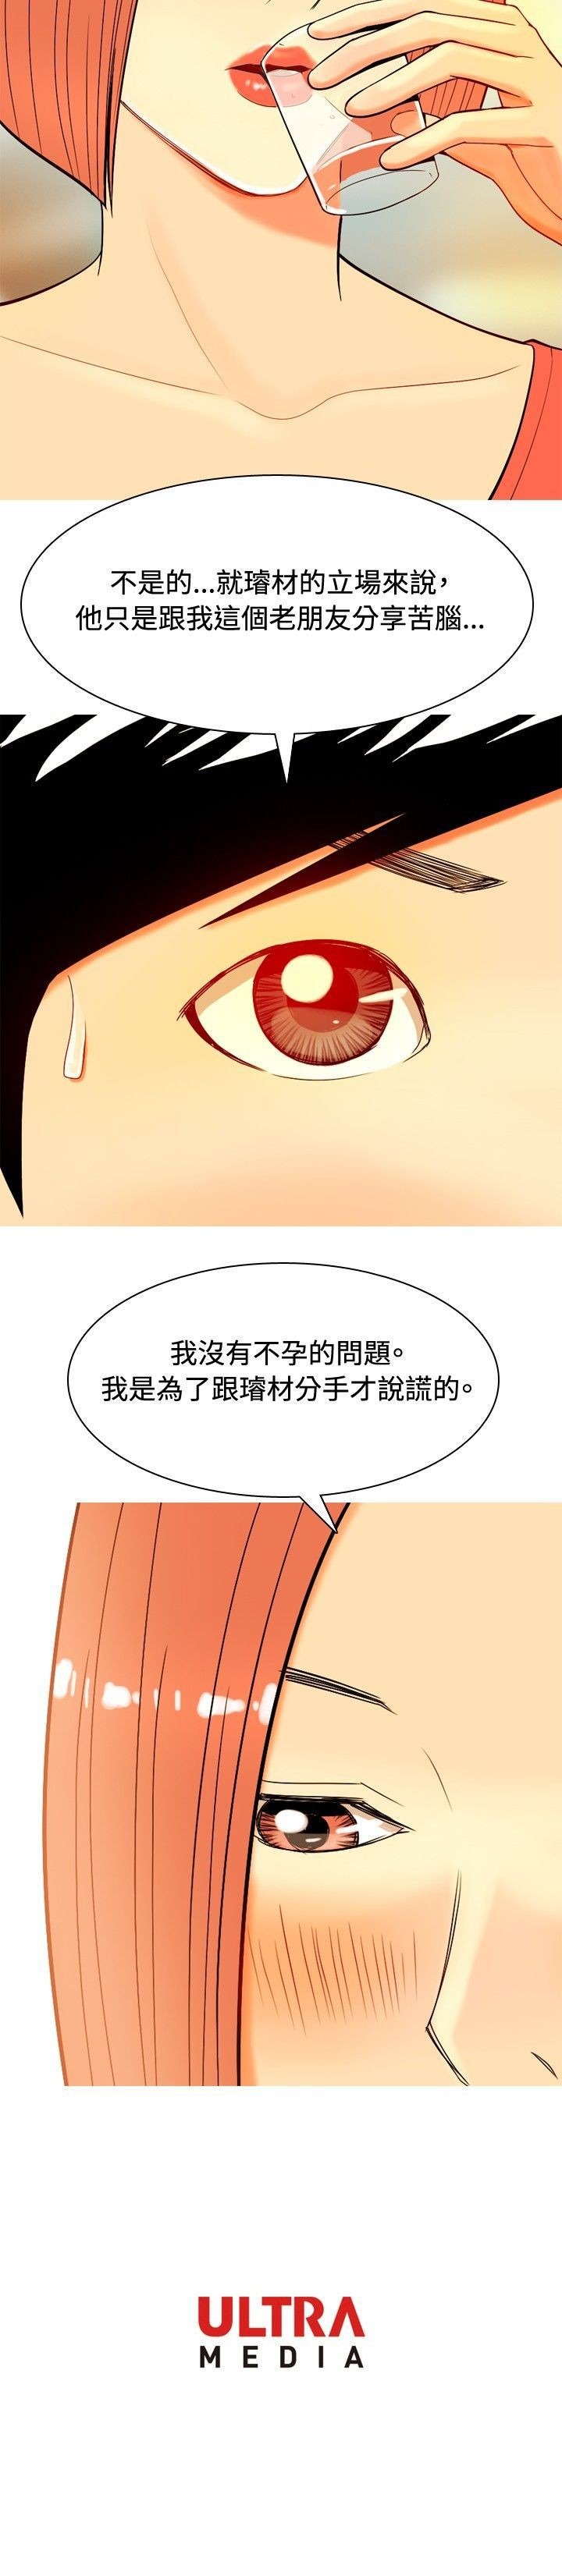 不是的...就璿材的立場來說，
他只是跟我這個老朋友分享苦腦...
我沒有不孕的問題。
我是為了跟璿材分手才說謊的。
ULTRA
MEDIA